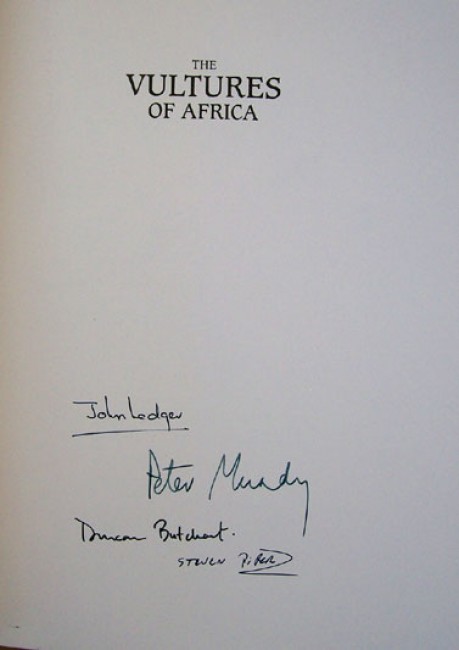 THE
VULTURES
OF AFRICA
John Ledger
Peter Mundy
Duncan Butchart.
STEVEN PIPER